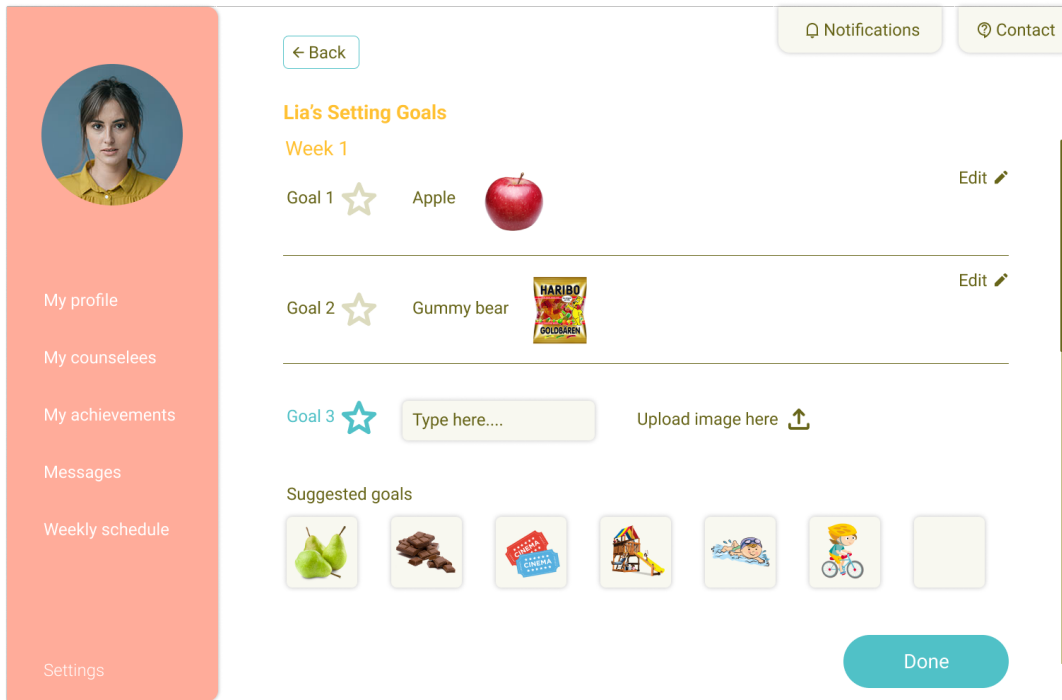 Notifications
Contact
Back
Lia's Setting Goals
Week 1
Goal 1
Apple
Edit
Goal 2
Gummy bear
HARIBO
GOLDBÄREN
Edit
Goal 3
Type here....
Upload image here
Suggested goals
CINEMA
CINEMA
Done
My profile
My counselees
My achievements
Messages
Weekly schedule
Settings